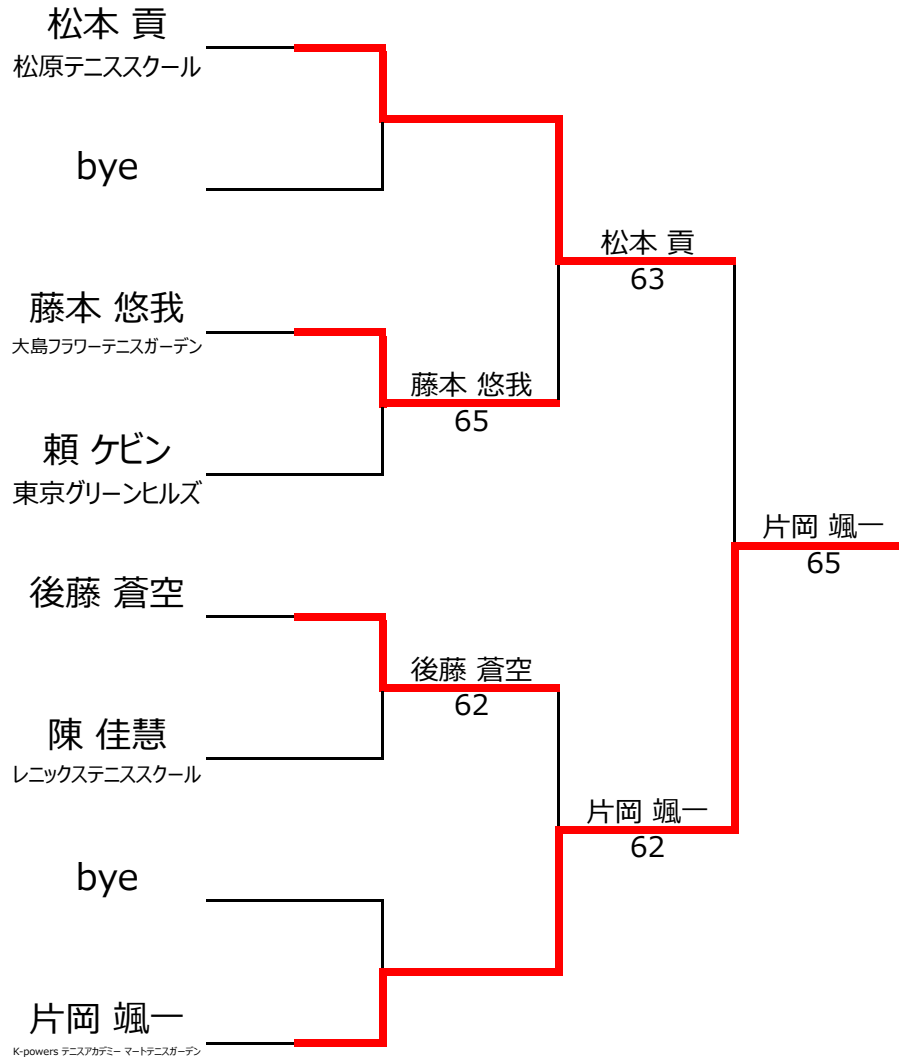 松本 貢
松原テニススクール
bye
藤本 悠我
大島フラワーテニスガーデン
頼 ケビン
東京グリーンヒルズ
後藤 蒼空
陳 佳慧
レニックステニススクール
bye
片岡 颯一
K-powers テニスアカデミー マートテニスガーデン
藤本 悠我
65
後藤 蒼空
62
松本 貢
63
片岡 颯一
62
片岡 颯一
65